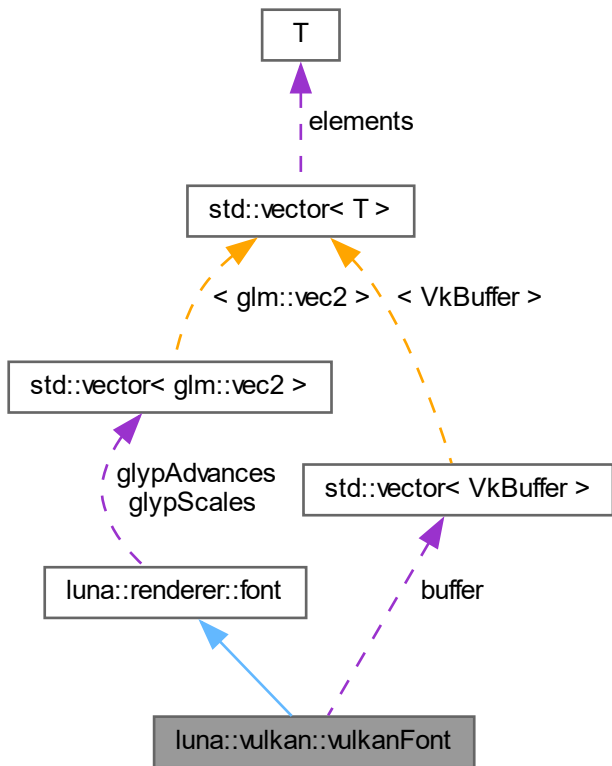 T
elements
std::vector< T >
< glm::vec2 >
< VkBuffer >
std::vector< glm::vec2 >
glypAdvances
glypScales
std::vector< VkBuffer >
luna::renderer::font
buffer
luna::vulkan::vulkanFont